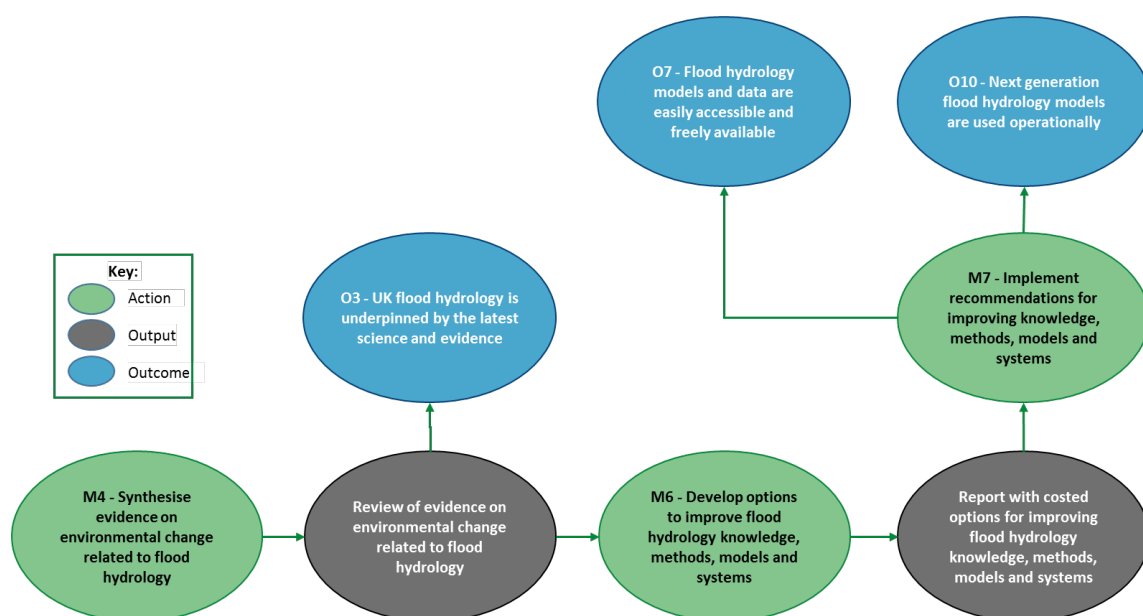 O7 - Flood hydrology
models and data are
easily accessible and
freely available
O10 - Next generation
flood hydrology models
are used operationally
Key:
Action
Output
Outcome
O3 - UK flood hydrology is
underpinned by the latest
science and evidence
M7 - Implement
recommendations for
improving knowledge,
methods, models and
systems
M4 - Synthesise
evidence on
environmental change
related to flood
hydrology
Review of evidence on
environmental change
related to flood
hydrology
M6 - Develop options
to improve flood
hydrology knowledge,
methods, models and
systems
Report with costed
options for improving
flood hydrology
knowledge, methods,
models and systems